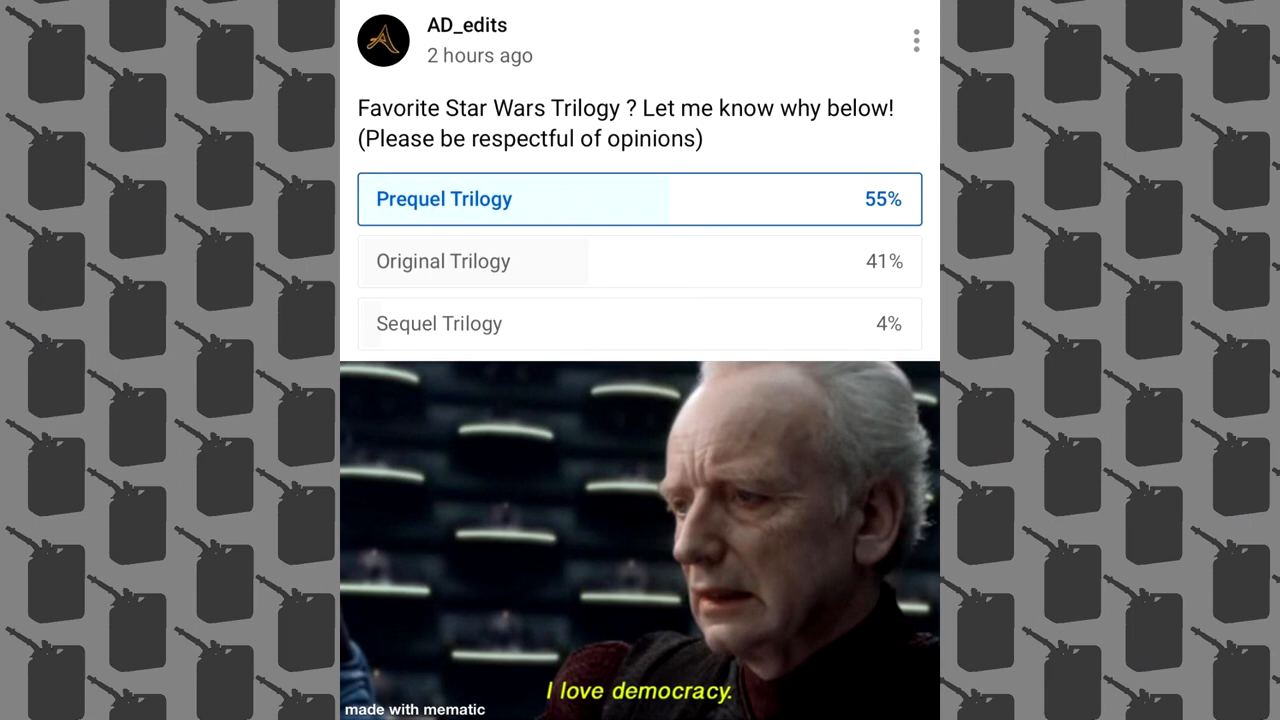 AD_edits
2 hours ago
Favorite Star Wars Trilogy ? Let me know why below!
(Please be respectful of opinions)
Prequel Trilogy 55%
Original Trilogy 41%
Sequel Trilogy 4%
I love democracy.
made with mematic